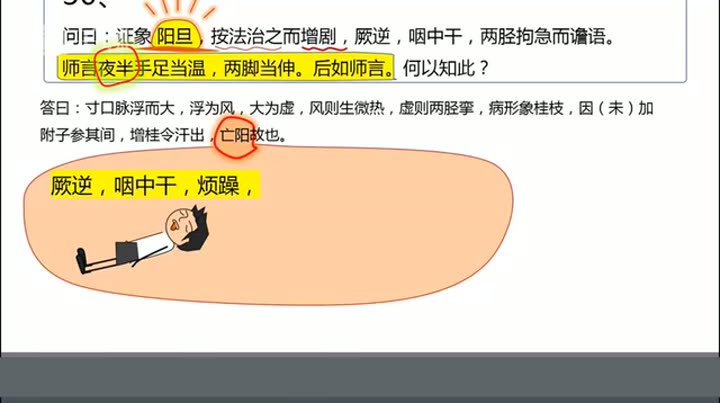 30、
问曰：证象阳旦，按法治之而增剧，厥逆，咽中干，两胫拘急而谵语。
师言夜半手足当温，两脚当伸。后如师言。何以知此？
答曰：寸口脉浮而大，浮为风，大为虚，风则生微热，虚则两胫挛，病形象桂枝，因（未）加
附子参其间，增桂令汗出，亡阳故也。
厥逆，咽中干，烦躁，